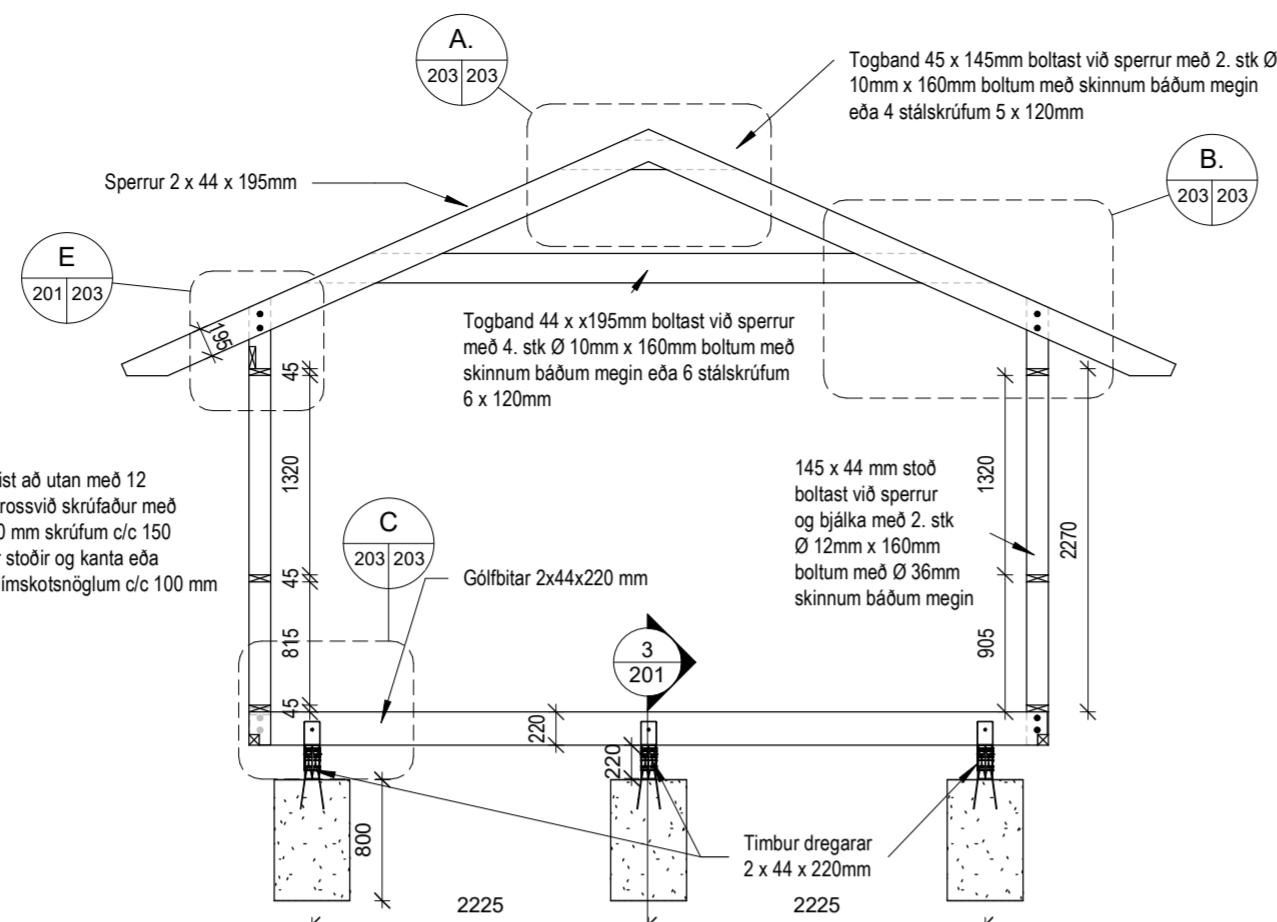 A.
203 203
Togband 45 x 145mm boltast við sperrur með 2. stk Ø
10mm x 160mm boltum með skinnum báðum megin
eða 4 stálskrúfum 5 x 120mm
B.
203 203
Sperrur 2 x 44 x 195mm
E
201 203
195
Togband 44 x x195mm boltast við sperrur
með 4. stk Ø 10mm x 160mm boltum með
skinnum báðum megin eða 6 stálskrúfum
6 x 120mm
45
1320
45
815
45
ist að utan með 12
rossvið skrúfaður með
0 mm skrúfum c/c 150
stoðir og kanta eða
ímskotsnöglum c/c 100 mm
C
203 203
Gólfbitar 2x44x220 mm
145 x 44 mm stoð
boltast við sperrur
og bjálka með 2. stk
Ø 12mm x 160mm
boltum með Ø 36mm
skinnum báðum megin
1320
905
2270
3
201
220
220
800
Timbur dregarar
2 x 44 x 220mm
2225
2225